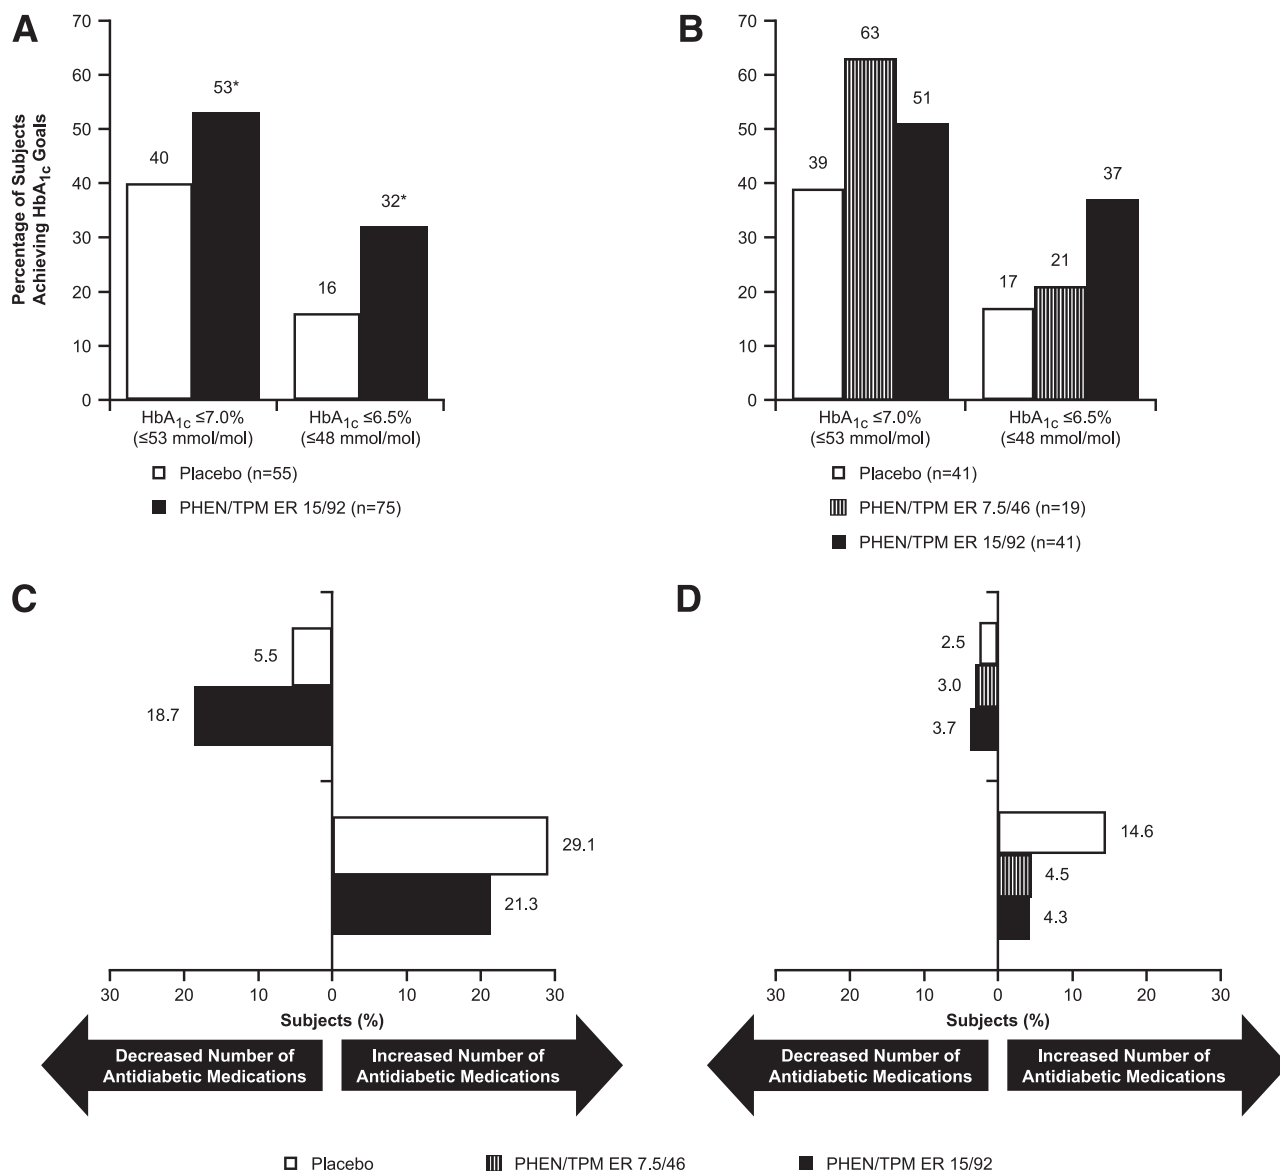 A
70
60
50
40
30
20
10
0
Percentage of Subjects
Achieving HbA1c Goals
40
53*
16
32*
HbA1c ≤7.0%
(≤53 mmol/mol)
HbA1c ≤6.5%
(≤48 mmol/mol)
Placebo (n=55)
PHEN/TPM ER 15/92 (n=75)
B
70
60
50
40
30
20
10
0
39
63
51
17
21
37
HbA1c ≤7.0%
(≤53 mmol/mol)
HbA1c ≤6.5%
(≤48 mmol/mol)
Placebo (n=41)
PHEN/TPM ER 7.5/46 (n=19)
PHEN/TPM ER 15/92 (n=41)
C
5.5
18.7
29.1
21.3
30 20 10 0 10 20 30
Subjects (%)
Decreased Number of
Antidiabetic Medications
Increased Number of
Antidiabetic Medications
D
2.5
3.0
3.7
14.6
4.5
4.3
30 20 10 0 10 20 30
Subjects (%)
Decreased Number of
Antidiabetic Medications
Increased Number of
Antidiabetic Medications
Placebo PHEN/TPM ER 7.5/46 PHEN/TPM ER 15/92